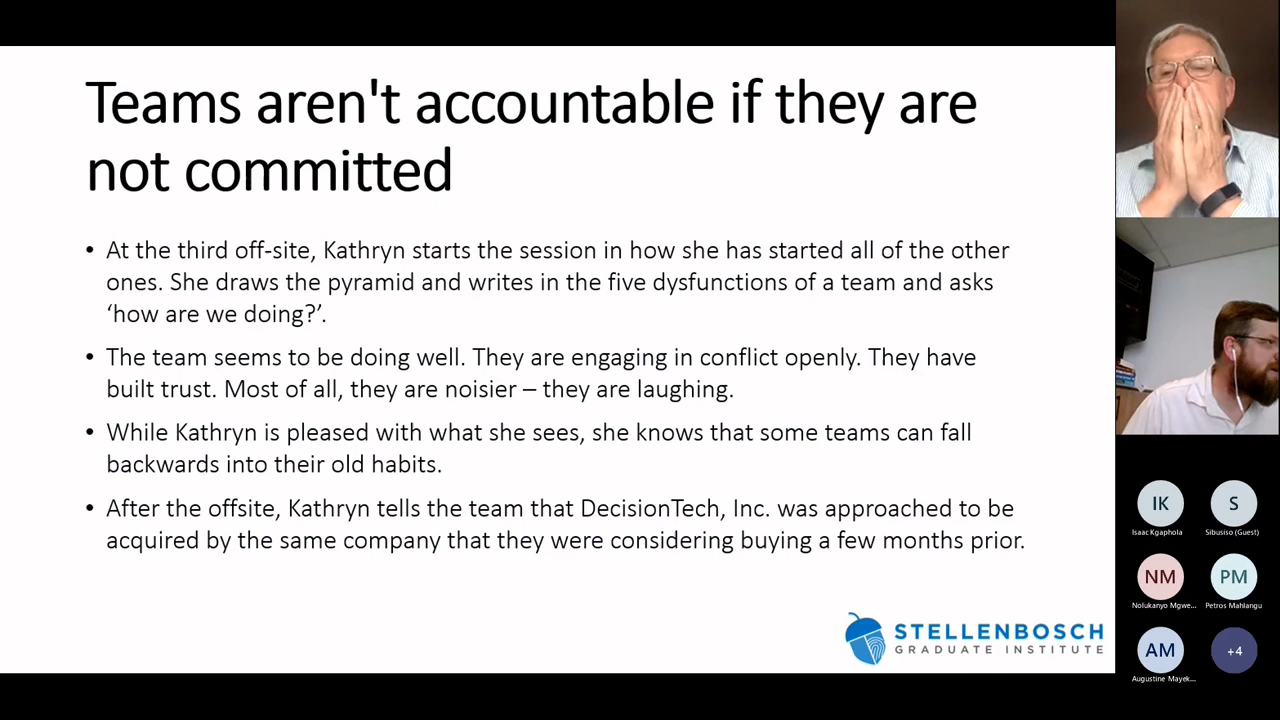 Teams aren't accountable if they are
not committed
• At the third off-site, Kathryn starts the session in how she has started all of the other
ones. She draws the pyramid and writes in the five dysfunctions of a team and asks
‘how are we doing?’.
• The team seems to be doing well. They are engaging in conflict openly. They have
built trust. Most of all, they are noisier – they are laughing.
• While Kathryn is pleased with what she sees, she knows that some teams can fall
backwards into their old habits.
• After the offsite, Kathryn tells the team that DecisionTech, Inc. was approached to be
acquired by the same company that they were considering buying a few months prior.
STELLENBOSCH
GRADUATE INSTITUTE
IK
Isaac Kgaphola
S
Sibusiso (Guest)
NM
Nolukanyo Mgwe...
PM
Petros Mahlangu
AM
Augustine Mayek...
+4